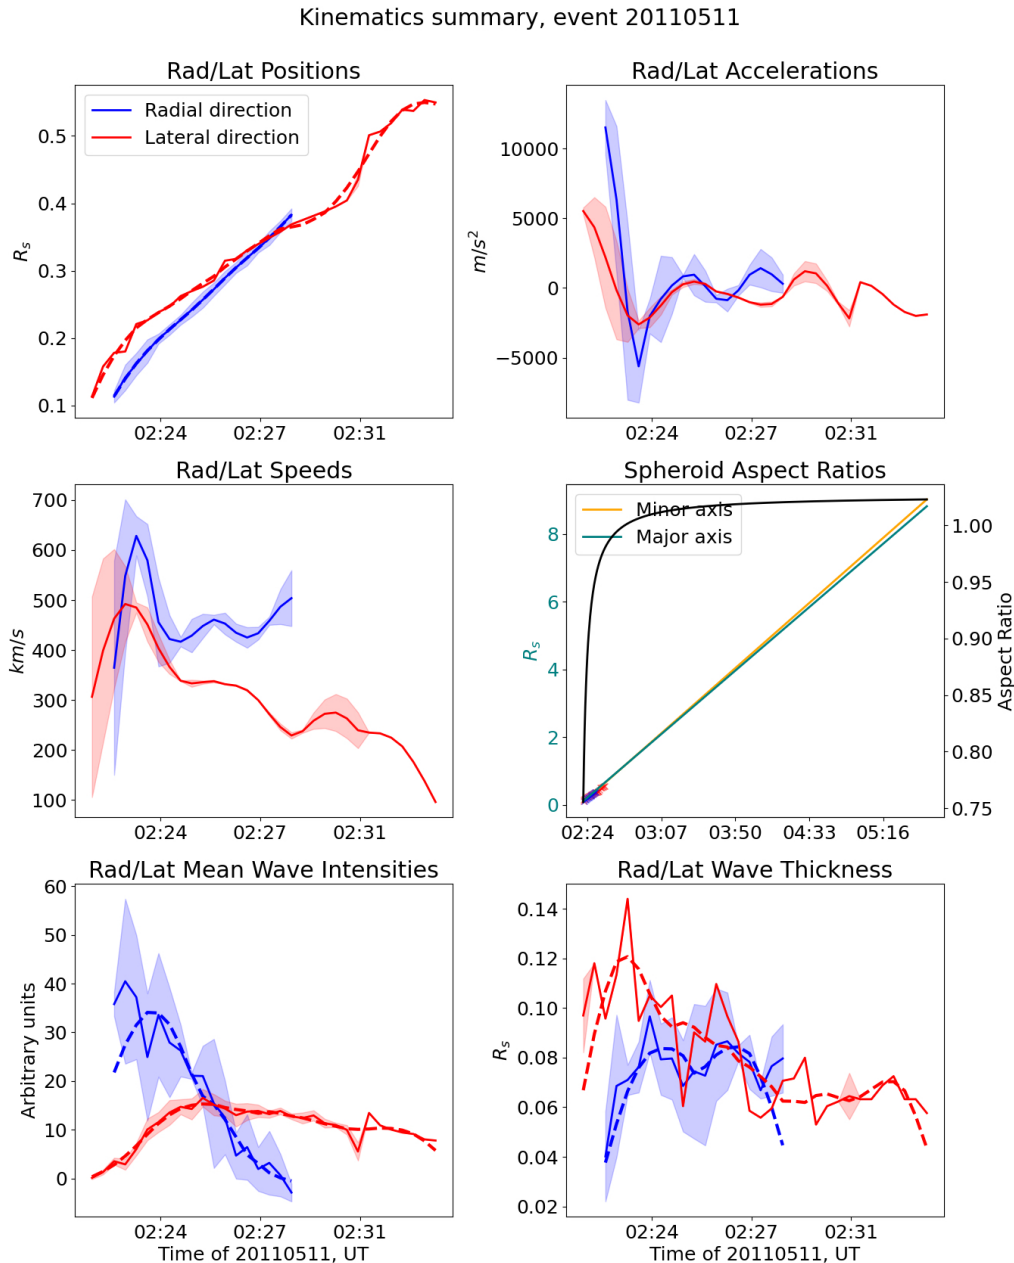 Kinematics summary, event 20110511
Rad/Lat Positions
Radial direction
Lateral direction
R_s
0.5
0.4
0.3
0.2
0.1
02:24 02:27 02:31
Rad/Lat Accelerations
m/s^2
10000
5000
0
−5000
02:24 02:27 02:31
Rad/Lat Speeds
km/s
700
600
500
400
300
200
100
02:24 02:27 02:31
Spheroid Aspect Ratios
Minor axis
Major axis
R_s
8
6
4
2
0
1.00
0.95
0.90
0.85
0.80
0.75
Aspect Ratio
02:24 03:07 03:50 04:33 05:16
Rad/Lat Mean Wave Intensities
Arbitrary units
60
50
40
30
20
10
0
02:24 02:27 02:31
Time of 20110511, UT
Rad/Lat Wave Thickness
R_s
0.14
0.12
0.10
0.08
0.06
0.04
0.02
02:24 02:27 02:31
Time of 20110511, UT